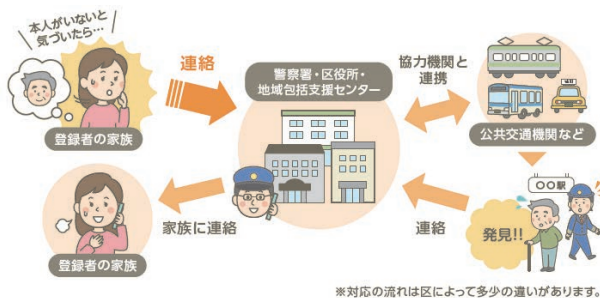 本人がいないと
気づいたら…
登録者の家族
連絡
警察署・区役所・
地域包括支援センター
協力機関と
連携
公共交通機関など
〇〇駅
発見!!
連絡
家族に連絡
登録者の家族
※対応の流れは区によって多少の違いがあります。